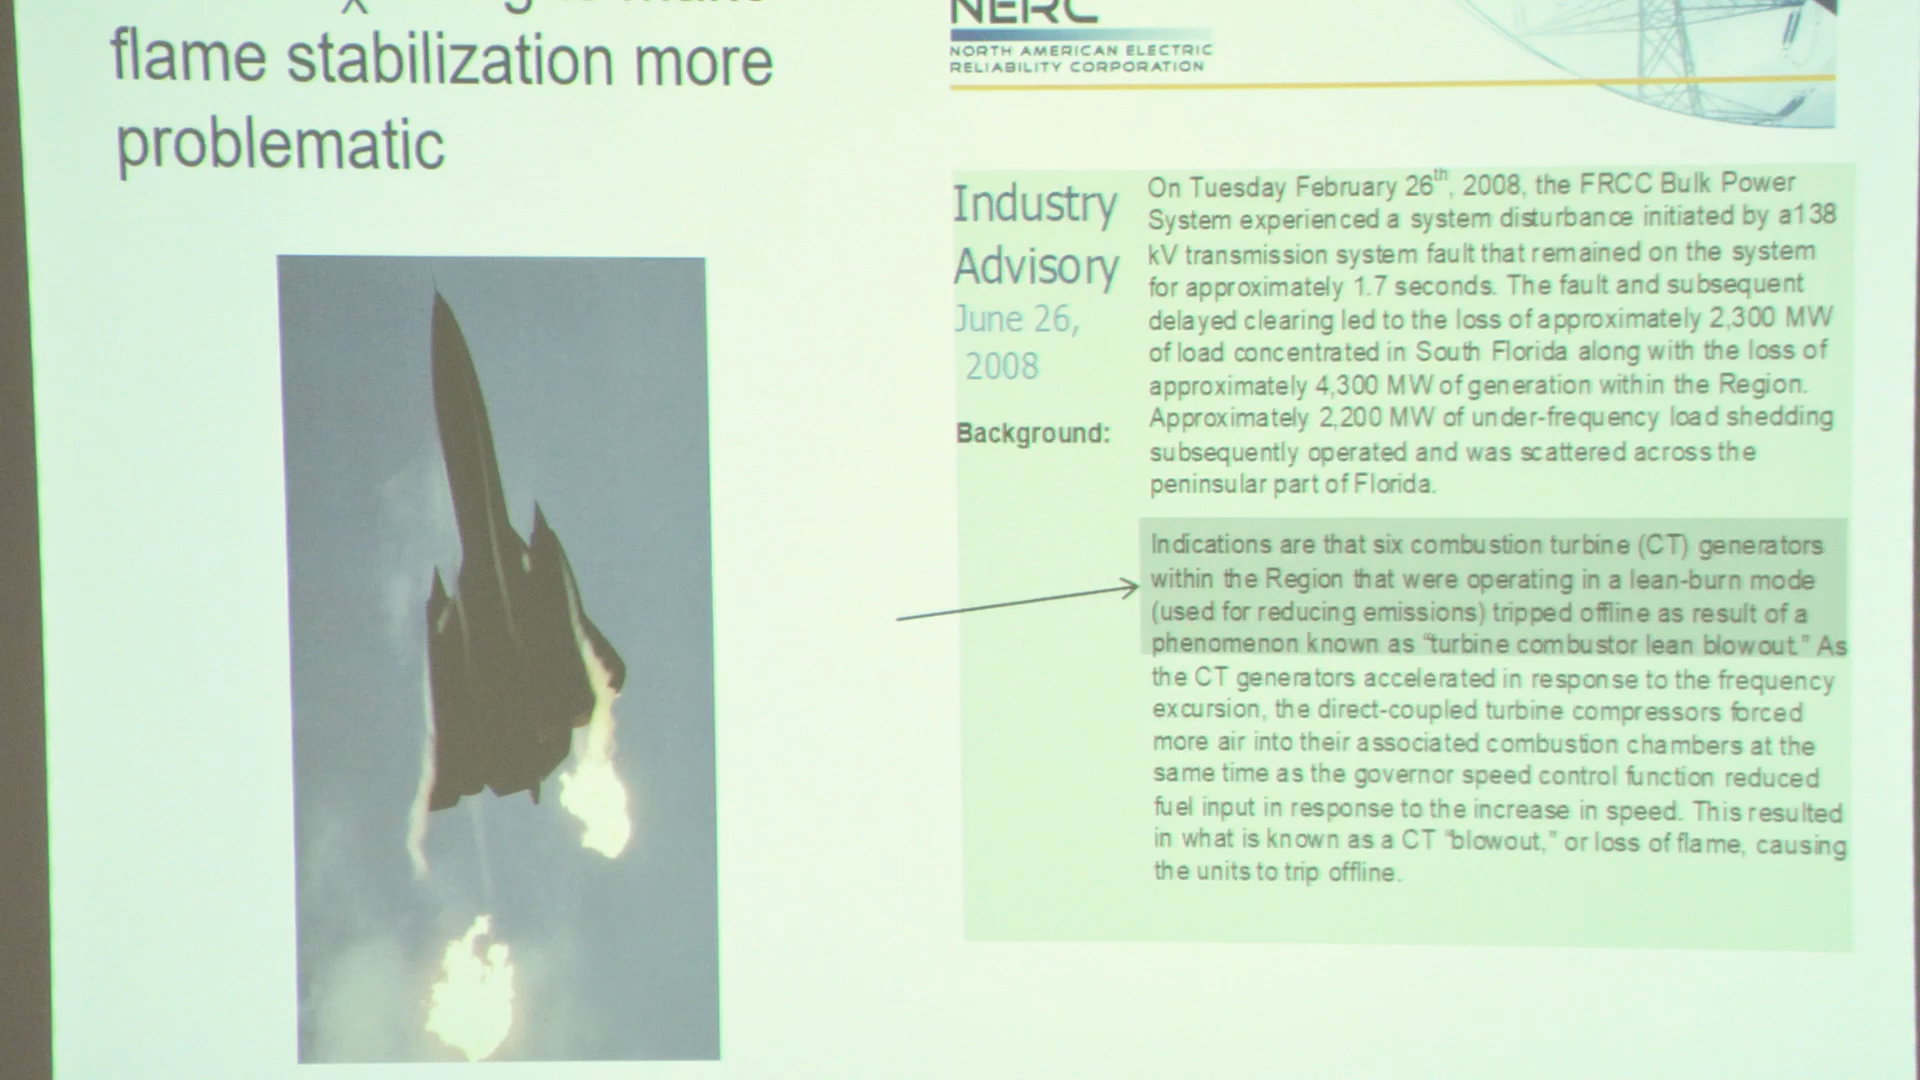 flame stabilization more
problematic
NERC
NORTH AMERICAN ELECTRIC
RELIABILITY CORPORATION
Industry
Advisory
June 26,
2008
Background:
On Tuesday February 26th, 2008, the FRCC Bulk Power
System experienced a system disturbance initiated by a138
kV transmission system fault that remained on the system
for approximately 1.7 seconds. The fault and subsequent
delayed clearing led to the loss of approximately 2,300 MW
of load concentrated in South Florida along with the loss of
approximately 4,300 MW of generation within the Region.
Approximately 2,200 MW of under-frequency load shedding
subsequently operated and was scattered across the
peninsular part of Florida.
Indications are that six combustion turbine (CT) generators
within the Region that were operating in a lean-burn mode
(used for reducing emissions) tripped offline as result of a
phenomenon known as “turbine combustor lean blowout.” As
the CT generators accelerated in response to the frequency
excursion, the direct-coupled turbine compressors forced
more air into their associated combustion chambers at the
same time as the governor speed control function reduced
fuel input in response to the increase in speed. This resulted
in what is known as a CT “blowout,” or loss of flame, causing
the units to trip offline.